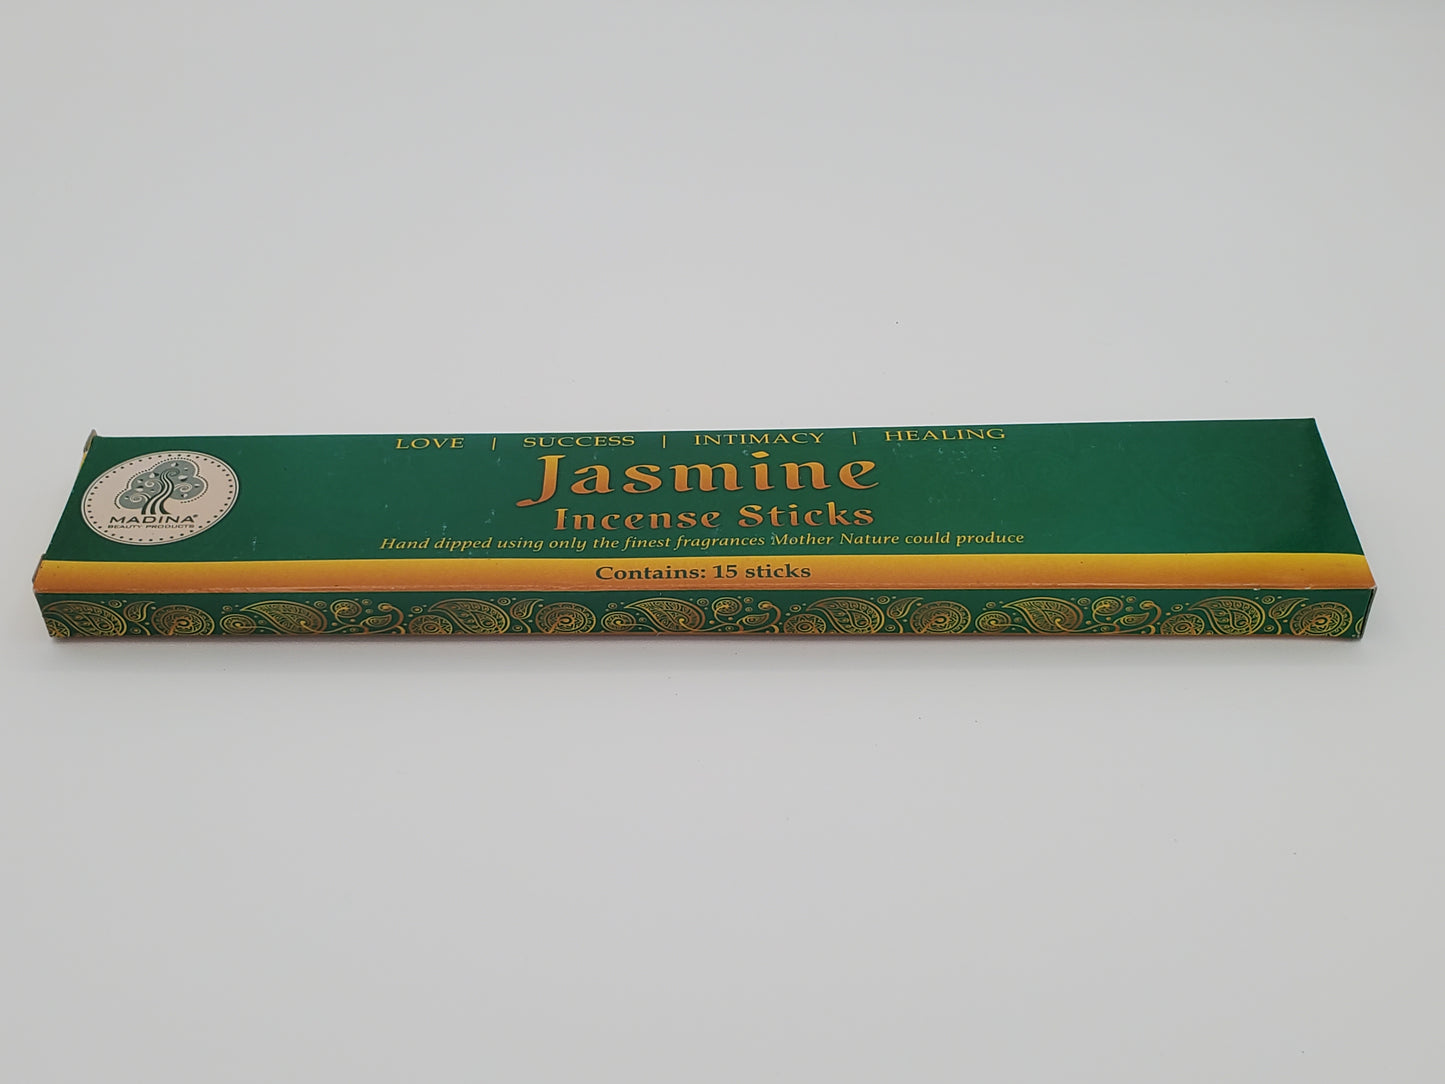 LOVE | SUCCESS | INTIMACY | HEALING
Jasmine
Incense Sticks
Hand dipped using only the finest fragrances Mother Nature could produce
Contains: 15 sticks
MADINA®
BEAUTY PRODUCTS